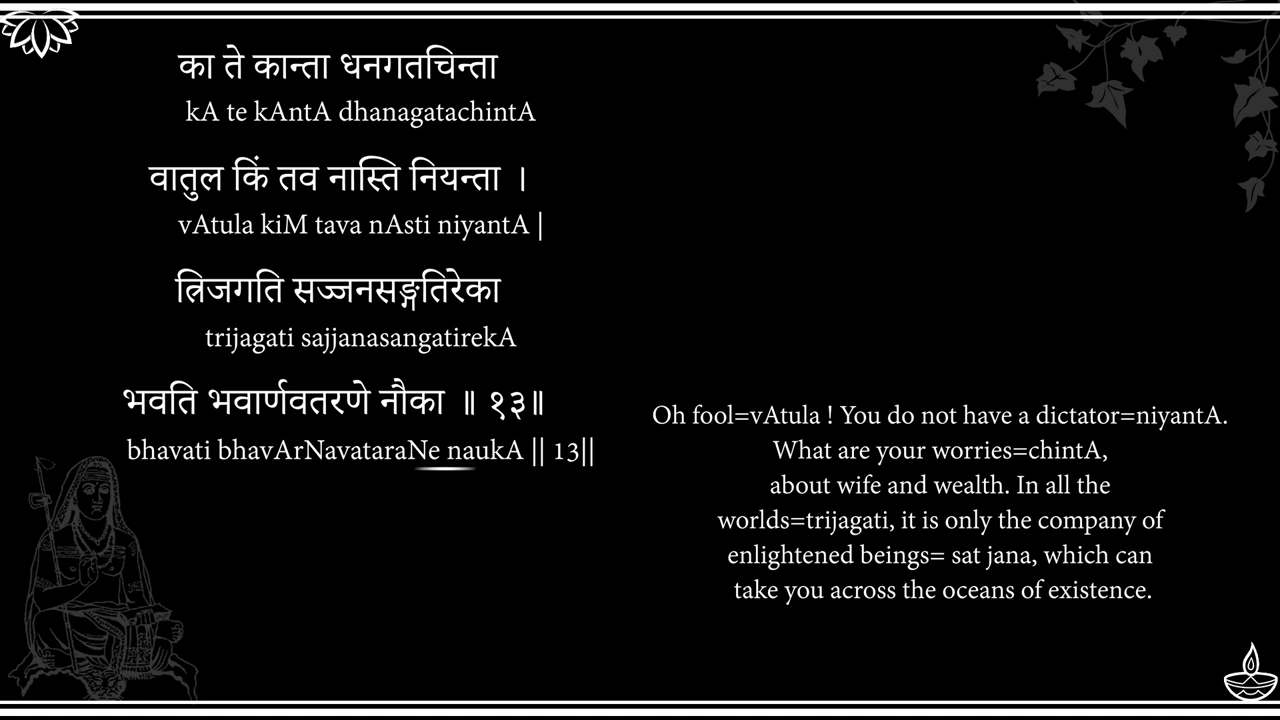 का ते कान्ता धनगतचिन्ता
kA te kAntA dhanagatachintA
वातुल किं तव नास्ति नियन्ता ।
vAtula kiM tava nAsti niyantA |
त्रिजगति सज्जनसङ्गतिरेका
trijagati sajjanasangatirekA
भवति भवार्णवतरणे नौका ॥ १३॥
bhavati bhavArNavataraNe naukA || 13||
Oh fool=vAtula ! You do not have a dictator=niyantA.
What are your worries=chintA,
about wife and wealth. In all the
worlds=trijagati, it is only the company of
enlightened beings= sat jana, which can
take you across the oceans of existence.